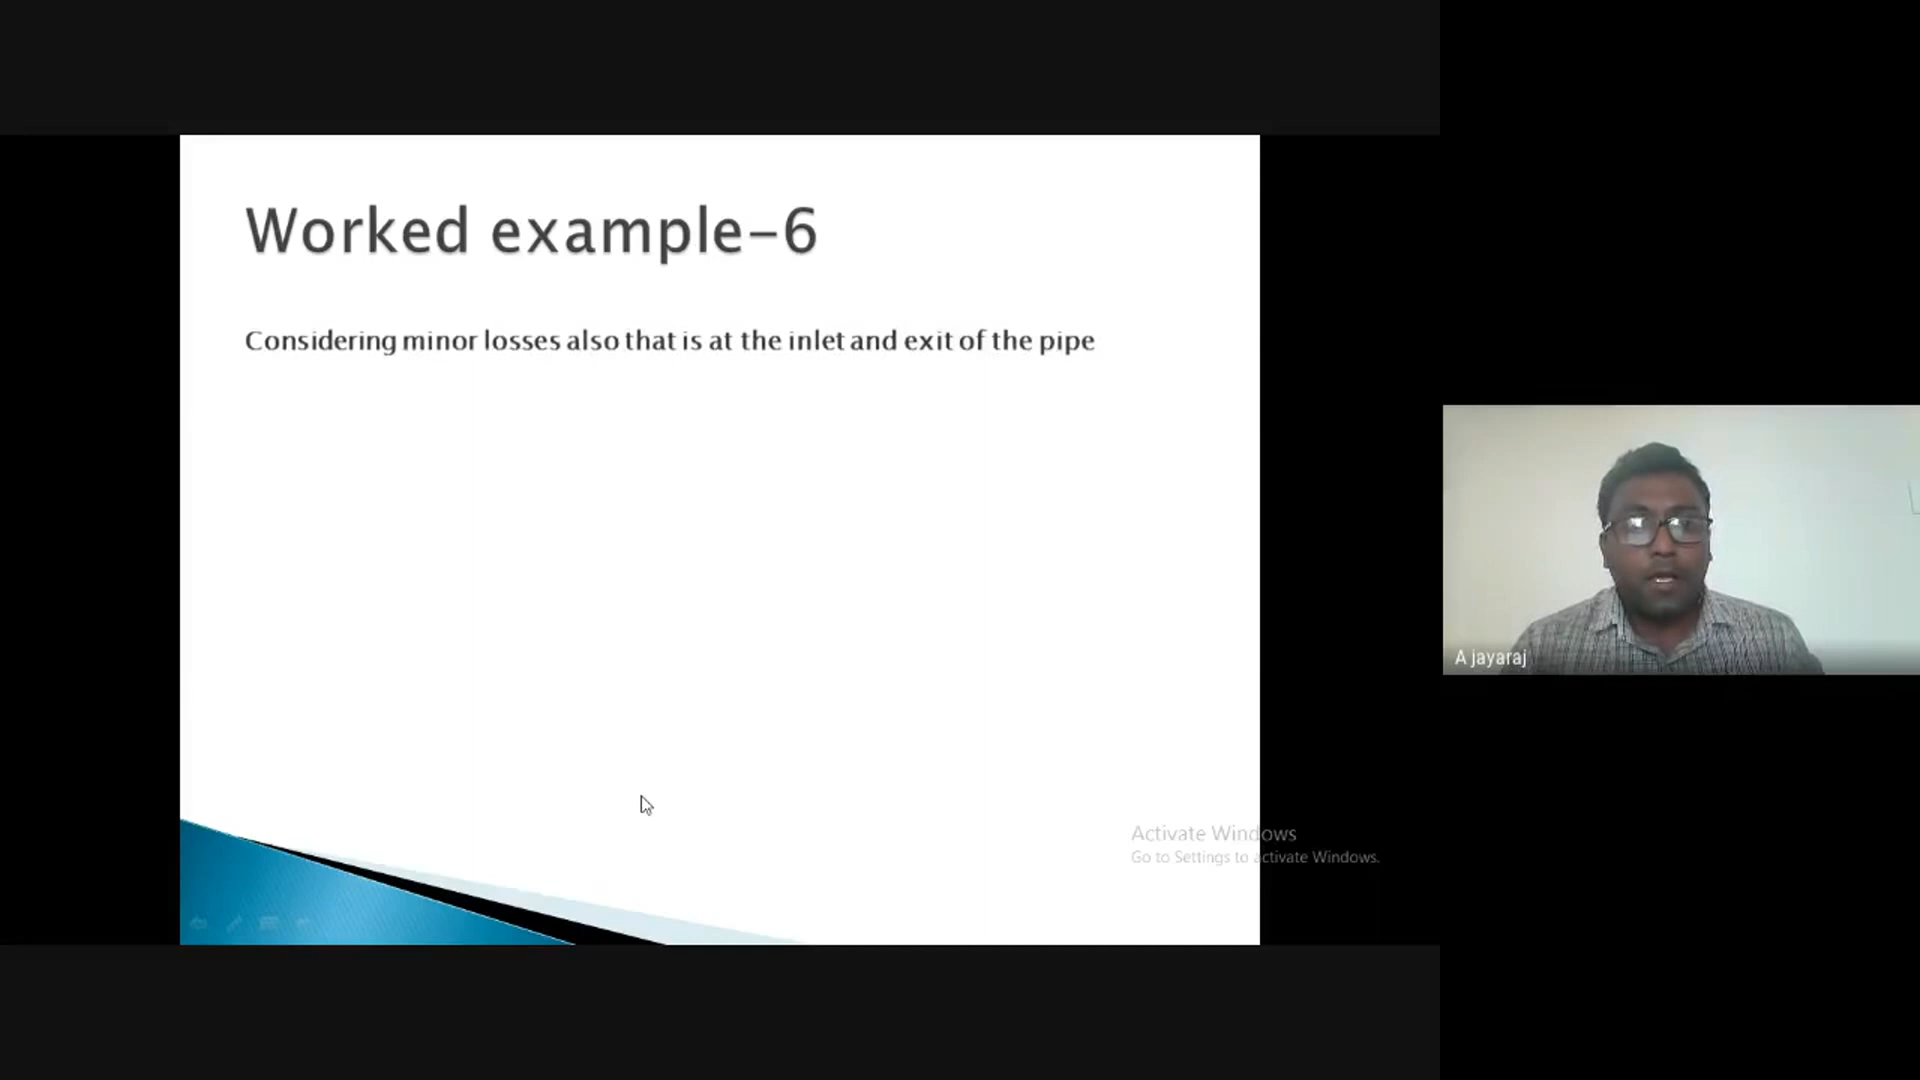 Worked example-6
Considering minor losses also that is at the inlet and exit of the pipe
A jayaraj
Activate Windows
Go to Settings to activate Windows.